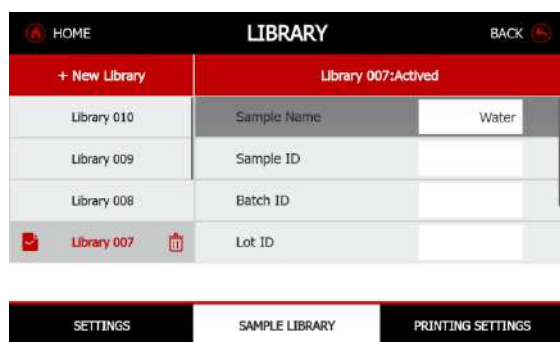 HOME LIBRARY BACK
+ New Library Library 007:Actived
Library 010 Sample Name Water
Library 009 Sample ID
Library 008 Batch ID
Library 007 Lot ID
SETTINGS SAMPLE LIBRARY PRINTING SETTINGS